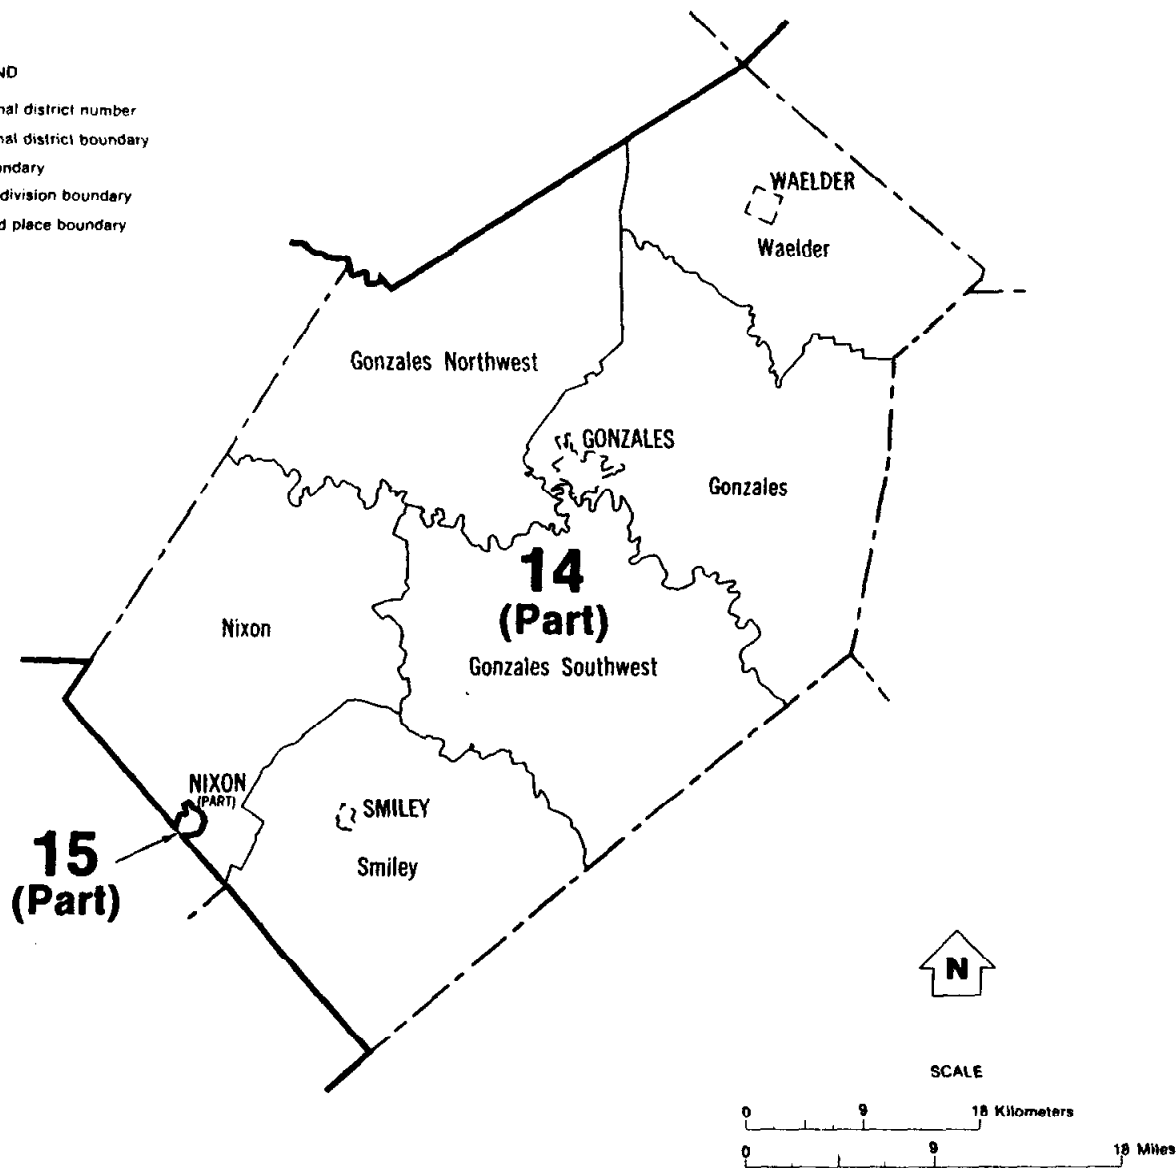 ND
nal district number
nal district boundary
ndary
division boundary
d place boundary
WAELDER
Waelder
Gonzales Northwest
GONZALES
Gonzales
14
(Part)
Nixon
Gonzales Southwest
NIXON
(PART)
SMILEY
15
(Part)
Smiley
N
SCALE
0 9 18 Kilometers
0 9 18 Miles